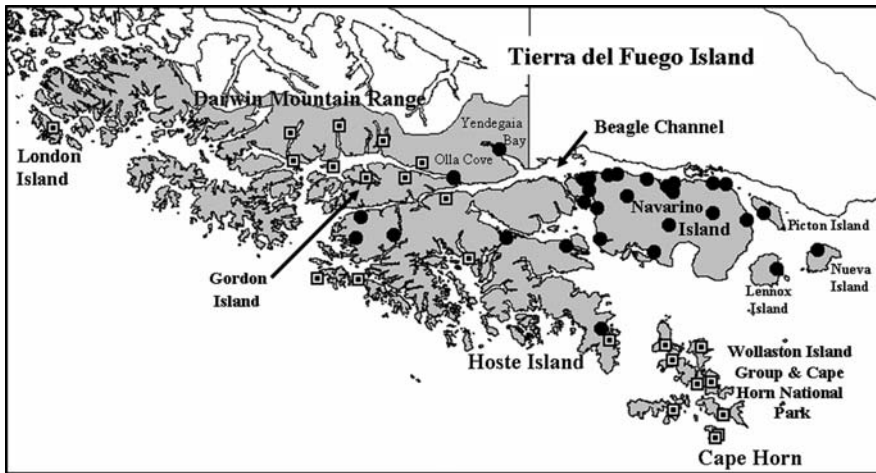 Tierra del Fuego Island
Darwin Mountain Range
Yendegaia
Bay
Beagle Channel
London
Island
Olla Cove
Navarino
Island
Picton Island
Gordon
Island
Nueva
Island
Lennox
Island
Hoste Island
Wollaston Island
Group & Cape
Horn National
Park
Cape Horn